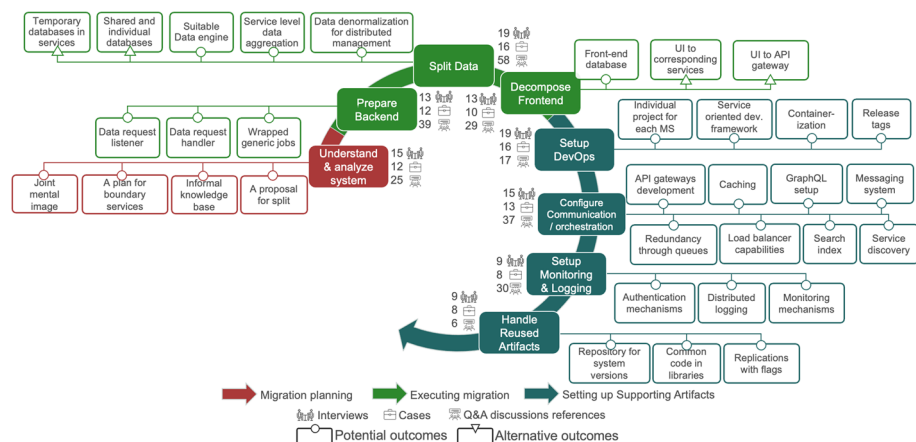 Temporary
databases in
services
Shared and
individual
databases
Suitable
Data engine
Service level
data
aggregation
Data denormalization
for distributed
management
19
16
58
Split Data
Front-end
database
UI to
corresponding
services
UI to API
gateway
Decompose
Frontend
13
10
29
Prepare
Backend
13
12
39
Data request
listener
Data request
handler
Wrapped
generic jobs
Understand
& analyze
system
15
12
25
Joint
mental
image
A plan for
boundary
services
Informal
knowledge
base
A proposal
for split
19
16
17
Setup
DevOps
Individual
project for
each MS
Service
oriented dev.
framework
Container-
ization
Release
tags
15
13
37
Configure
Communication
/ orchestration
API gateways
development
Caching
GraphQL
setup
Messaging
system
Redundancy
through queues
Load balancer
capabilities
Search
index
Service
discovery
9
8
30
Setup
Monitoring
& Logging
Authentication
mechanisms
Distributed
logging
Monitoring
mechanisms
9
8
6
Handle
Reused
Artifacts
Repository for
system
versions
Common
code in
libraries
Replications
with flags
Migration planning
Executing migration
Setting up Supporting Artifacts
Interviews
Cases
Q&A discussions references
Potential outcomes
Alternative outcomes